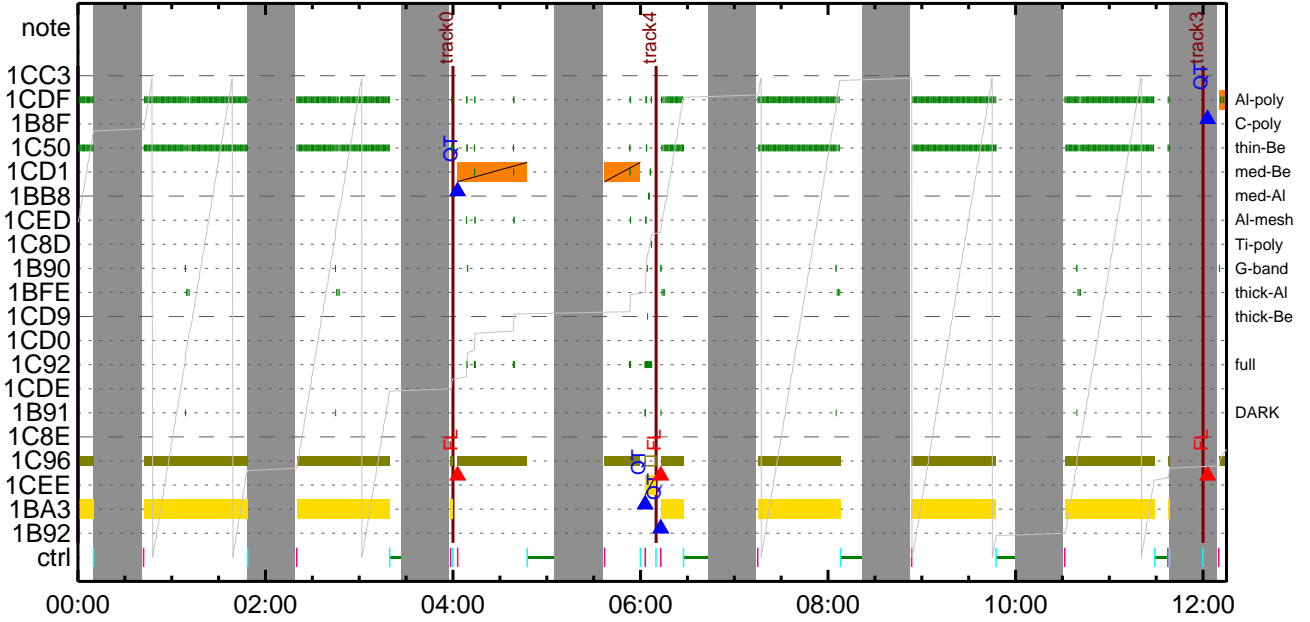 note
track0
track4
track3
1CC3
QT
1CDF
Al-poly
1B8F
C-poly
1C50
thin-Be
QT
1CD1
med-Be
1BB8
med-Al
1CED
Al-mesh
1C8D
Ti-poly
1B90
G-band
1BFE
thick-Al
1CD9
thick-Be
1CD0
1C92
full
1CDE
1B91
DARK
1C8E
FL
FL
FL
1C96
QT
1CEE
QT
1BA3
1B92
ctrl
00:00
02:00
04:00
06:00
08:00
10:00
12:00